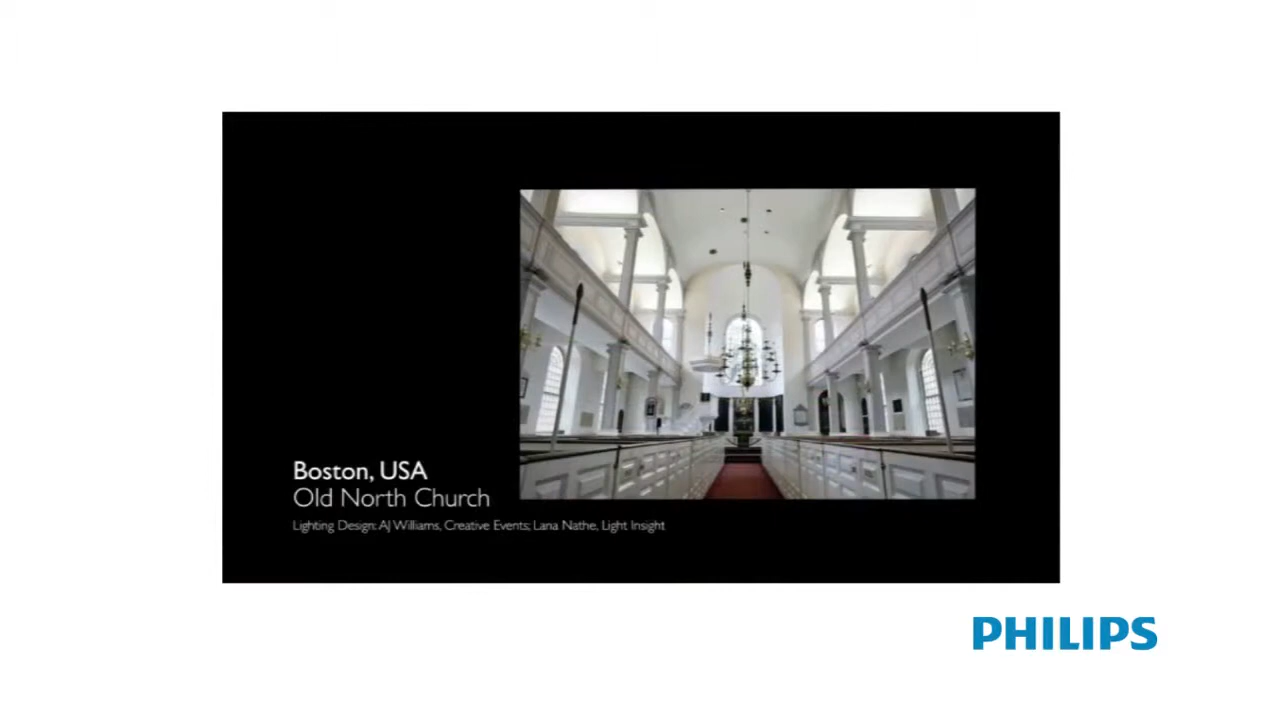 Boston, USA
Old North Church
Lighting Design: AJ Williams, Creative Events; Lana Nathe, Light Insight
PHILIPS